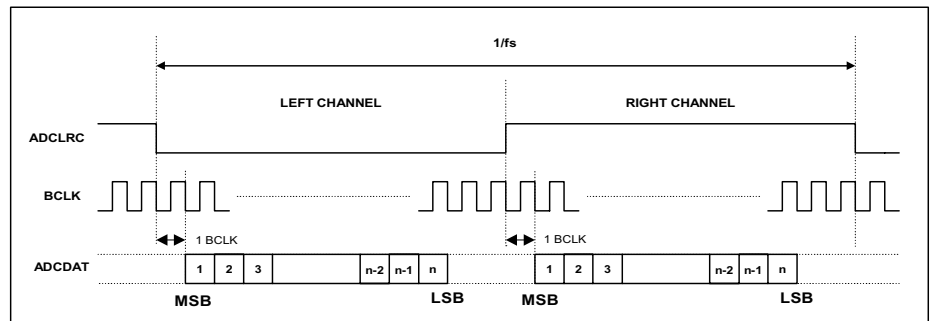 1/fs
LEFT CHANNEL RIGHT CHANNEL
ADCLRC
BCLK
1 BCLK 1 BCLK
ADCDAT 1 2 3 n-2 n-1 n 1 2 3 n-2 n-1 n
MSB LSB MSB LSB